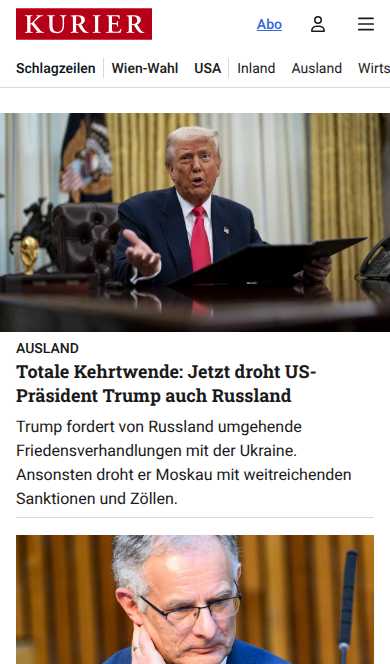 KURIER
Abo
Schlagzeilen Wien-Wahl USA Inland Ausland Wirts
AUSLAND
Totale Kehrtwende: Jetzt droht US-
Präsident Trump auch Russland
Trump fordert von Russland umgehende
Friedensverhandlungen mit der Ukraine.
Ansonsten droht er Moskau mit weitreichenden
Sanktionen und Zöllen.